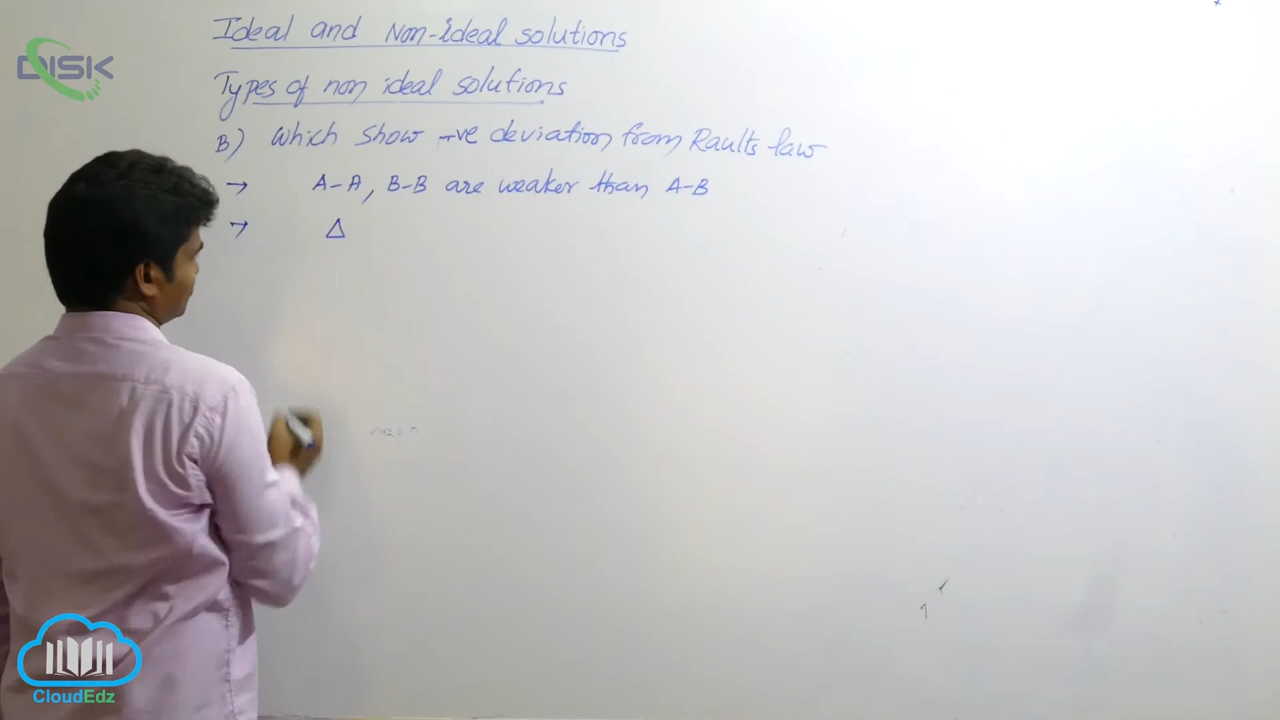 Ideal and Non-ideal solutions
DISK
Types of non ideal solutions
B) Which show -ve deviation from Raults law
→ A-A, B-B are weaker than A-B
→ Δ
CloudEdz